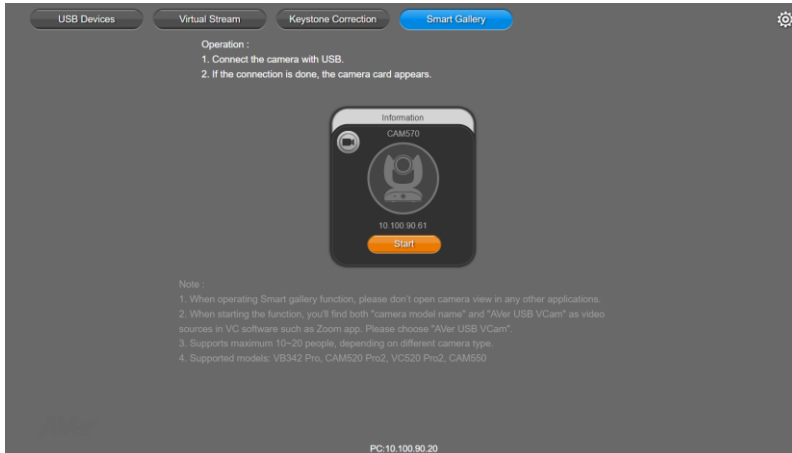 USB Devices
Virtual Stream
Keystone Correction
Smart Gallery
Operation :
1. Connect the camera with USB.
2. If the connection is done, the camera card appears.
Information
CAM570
10.100.90.61
Start
Note :
1. When operating Smart gallery function, please don't open camera view in any other applications.
2. When starting the function, you'll find both "camera model name" and "AVer USB VCam" as video
sources in VC software such as Zoom app. Please choose "AVer USB VCam".
3. Supports maximum 10~20 people, depending on different camera type.
4. Supported models: VB342 Pro, CAM520 Pro2, VC520 Pro2, CAM550
PC:10.100.90.20